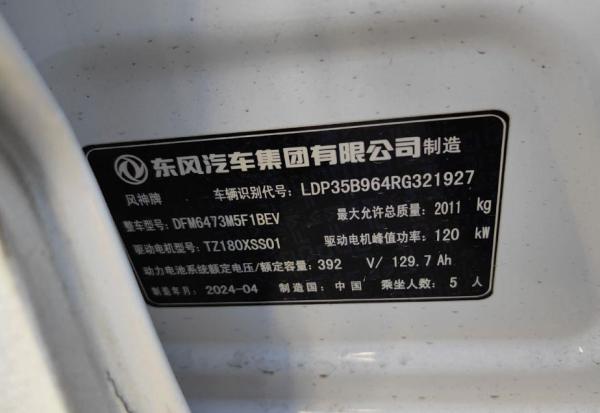 东风汽车集团有限公司制造
风神牌 车辆识别代号：LDP35B964RG321927
整车型号：DFM6473M5F1BEV 最大允许总质量：2011 kg
驱动电机型号：TZ180XSS01 驱动电机峰值功率：120 kW
动力电池系统额定电压/额定容量：392 V/ 129.7 Ah
制造年月：2024-04 制造国：中国 乘坐人数：5 人